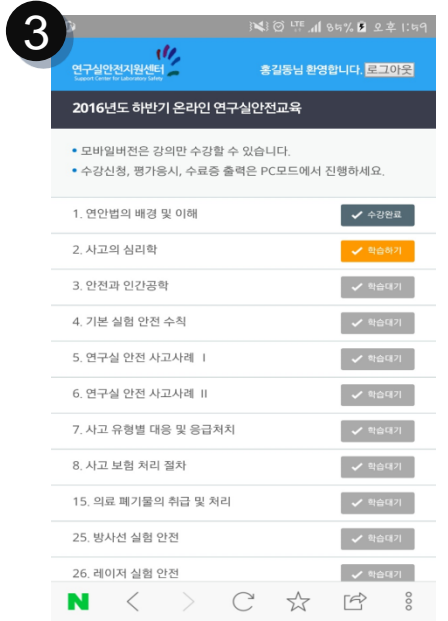 3
LTE 84% 오후 1:49
연구실안전지원센터
Support Center for Laboratory Safety
홍길동님 환영합니다. 로그아웃
2016년도 하반기 온라인 연구실안전교육
• 모바일버전은 강의만 수강할 수 있습니다.
• 수강신청, 평가응시, 수료증 출력은 PC모드에서 진행하세요.
1. 연안법의 배경 및 이해 수강완료
2. 사고의 심리학 학습하기
3. 안전과 인간공학 학습대기
4. 기본 실험 안전 수칙 학습대기
5. 연구실 안전 사고사례 I 학습대기
6. 연구실 안전 사고사례 II 학습대기
7. 사고 유형별 대응 및 응급처치 학습대기
8. 사고 보험 처리 절차 학습대기
15. 의료 폐기물의 취급 및 처리 학습대기
25. 방사선 실험 안전 학습대기
26. 레이저 실험 안전 학습대기
N